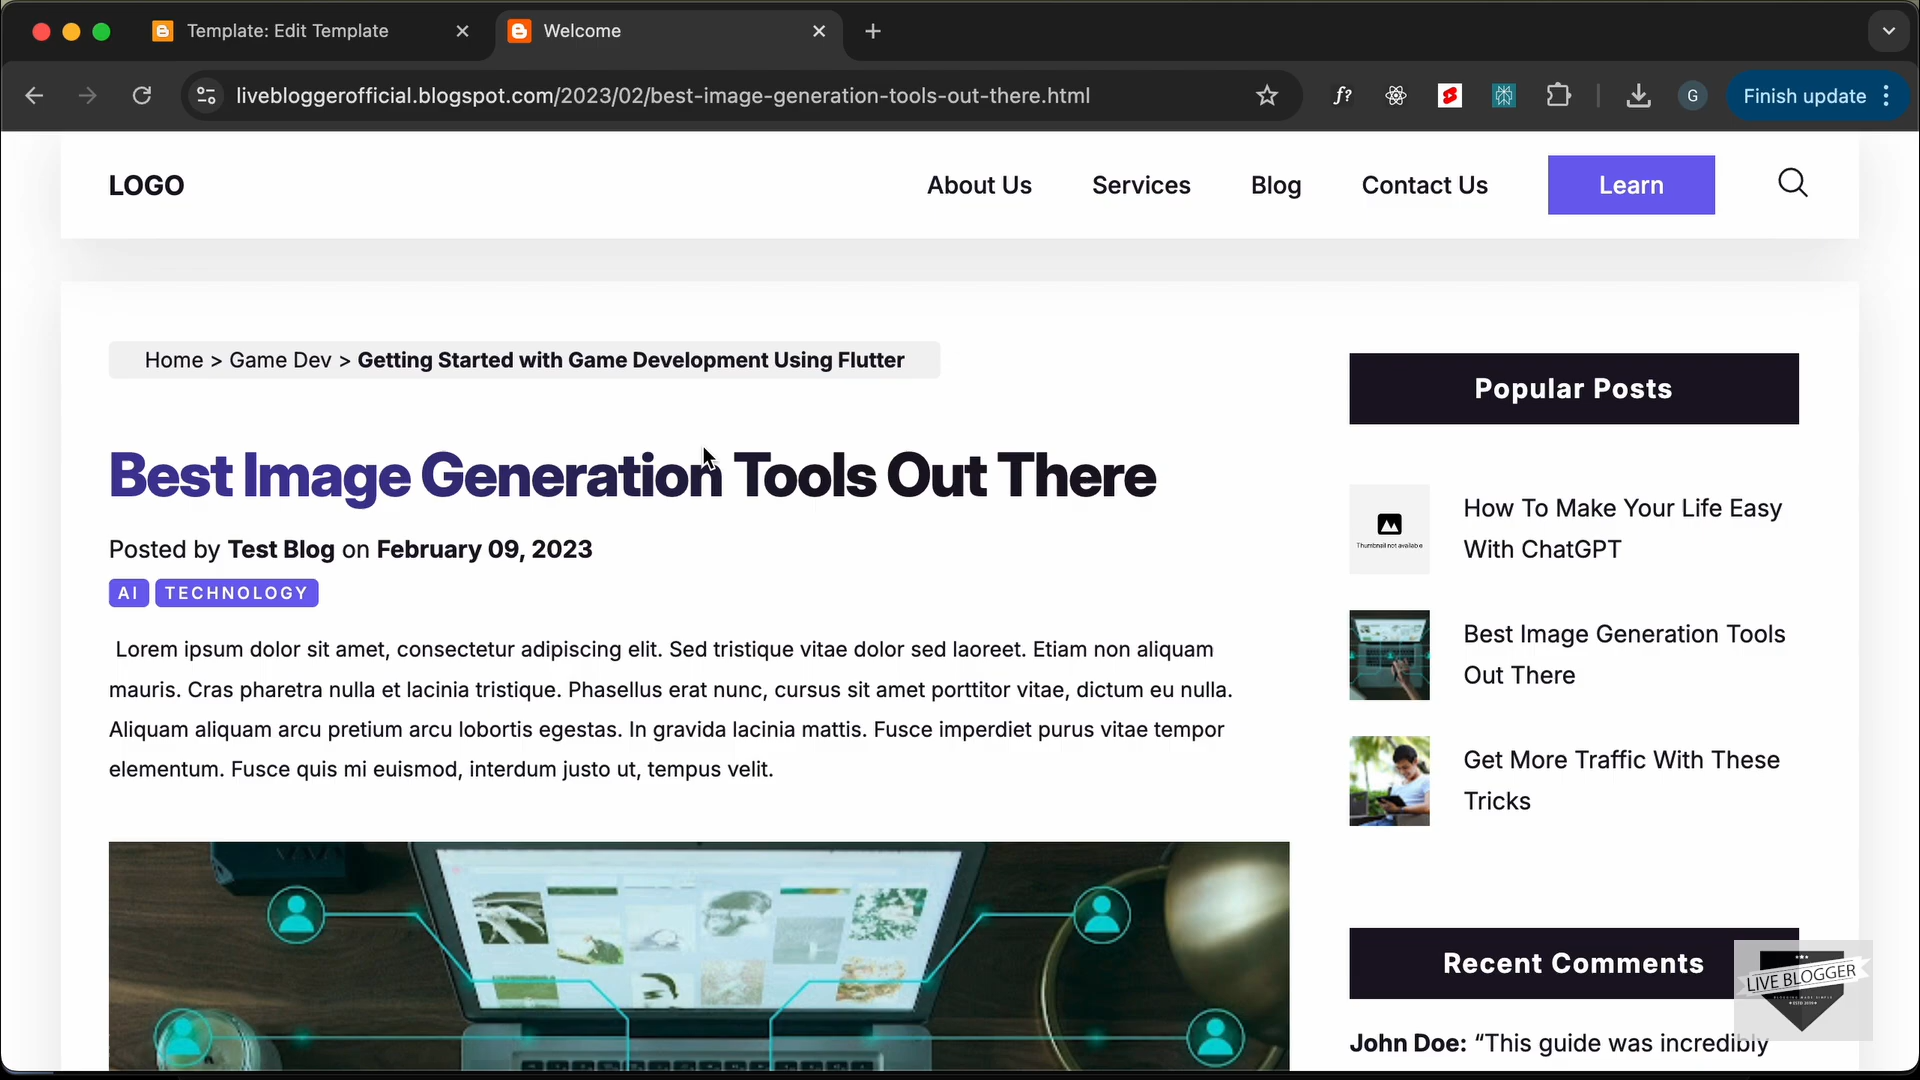 Template: Edit Template
Welcome
livebloggerofficial.blogspot.com/2023/02/best-image-generation-tools-out-there.html
f?
G
Finish update
LOGO
About Us
Services
Blog
Contact Us
Learn
Home > Game Dev > Getting Started with Game Development Using Flutter
Best Image Generation Tools Out There
Posted by Test Blog on February 09, 2023
AI
TECHNOLOGY
Lorem ipsum dolor sit amet, consectetur adipiscing elit. Sed tristique vitae dolor sed laoreet. Etiam non aliquam
mauris. Cras pharetra nulla et lacinia tristique. Phasellus erat nunc, cursus sit amet porttitor vitae, dictum eu nulla.
Aliquam aliquam arcu pretium arcu lobortis egestas. In gravida lacinia mattis. Fusce imperdiet purus vitae tempor
elementum. Fusce quis mi euismod, interdum justo ut, tempus velit.
Popular Posts
Thumbnail not available
How To Make Your Life Easy
With ChatGPT
Best Image Generation Tools
Out There
Get More Traffic With These
Tricks
Recent Comments
LIVE BLOGGER
John Doe: “This guide was incredibly